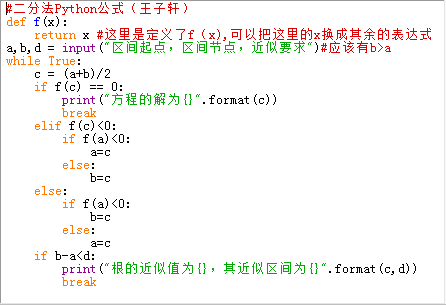 #二分法Python公式（王子轩）
def f(x):
    return x #这里是定义了f（x),可以把这里的x换成其余的表达式
a,b,d = input("区间起点，区间节点，近似要求")#应该有b>a
while True:
    c = (a+b)/2
    if f(c) == 0:
        print("方程的解为{}".format(c))
        break
    elif f(c)<0:
        if f(a)<0:
            a=c
        else:
            b=c
    else:
        if f(a)<0:
            b=c
        else:
            a=c
    if b-a<d:
        print("根的近似值为{}，其近似区间为{}".format(c,d))
        break